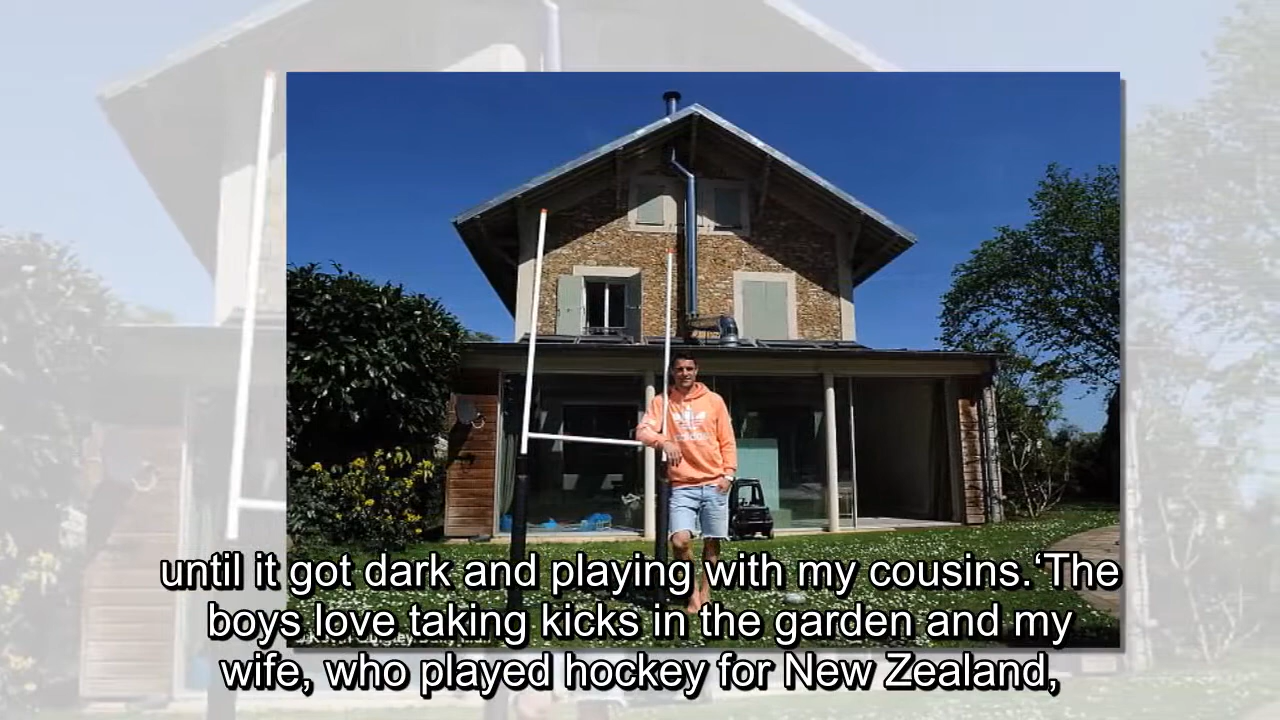 until it got dark and playing with my cousins.‘The
boys love taking kicks in the garden and my
wife, who played hockey for New Zealand,